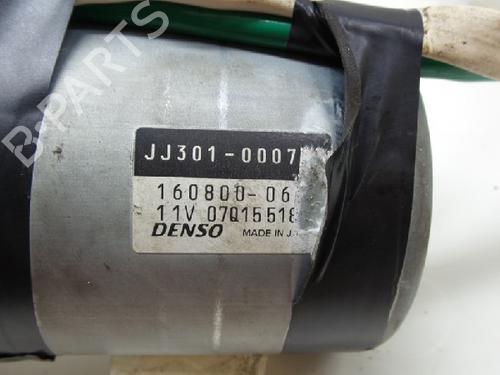 B-PARTS
JJ301-0007
160800-06
11V 07Q15518
DENSO MADE IN J